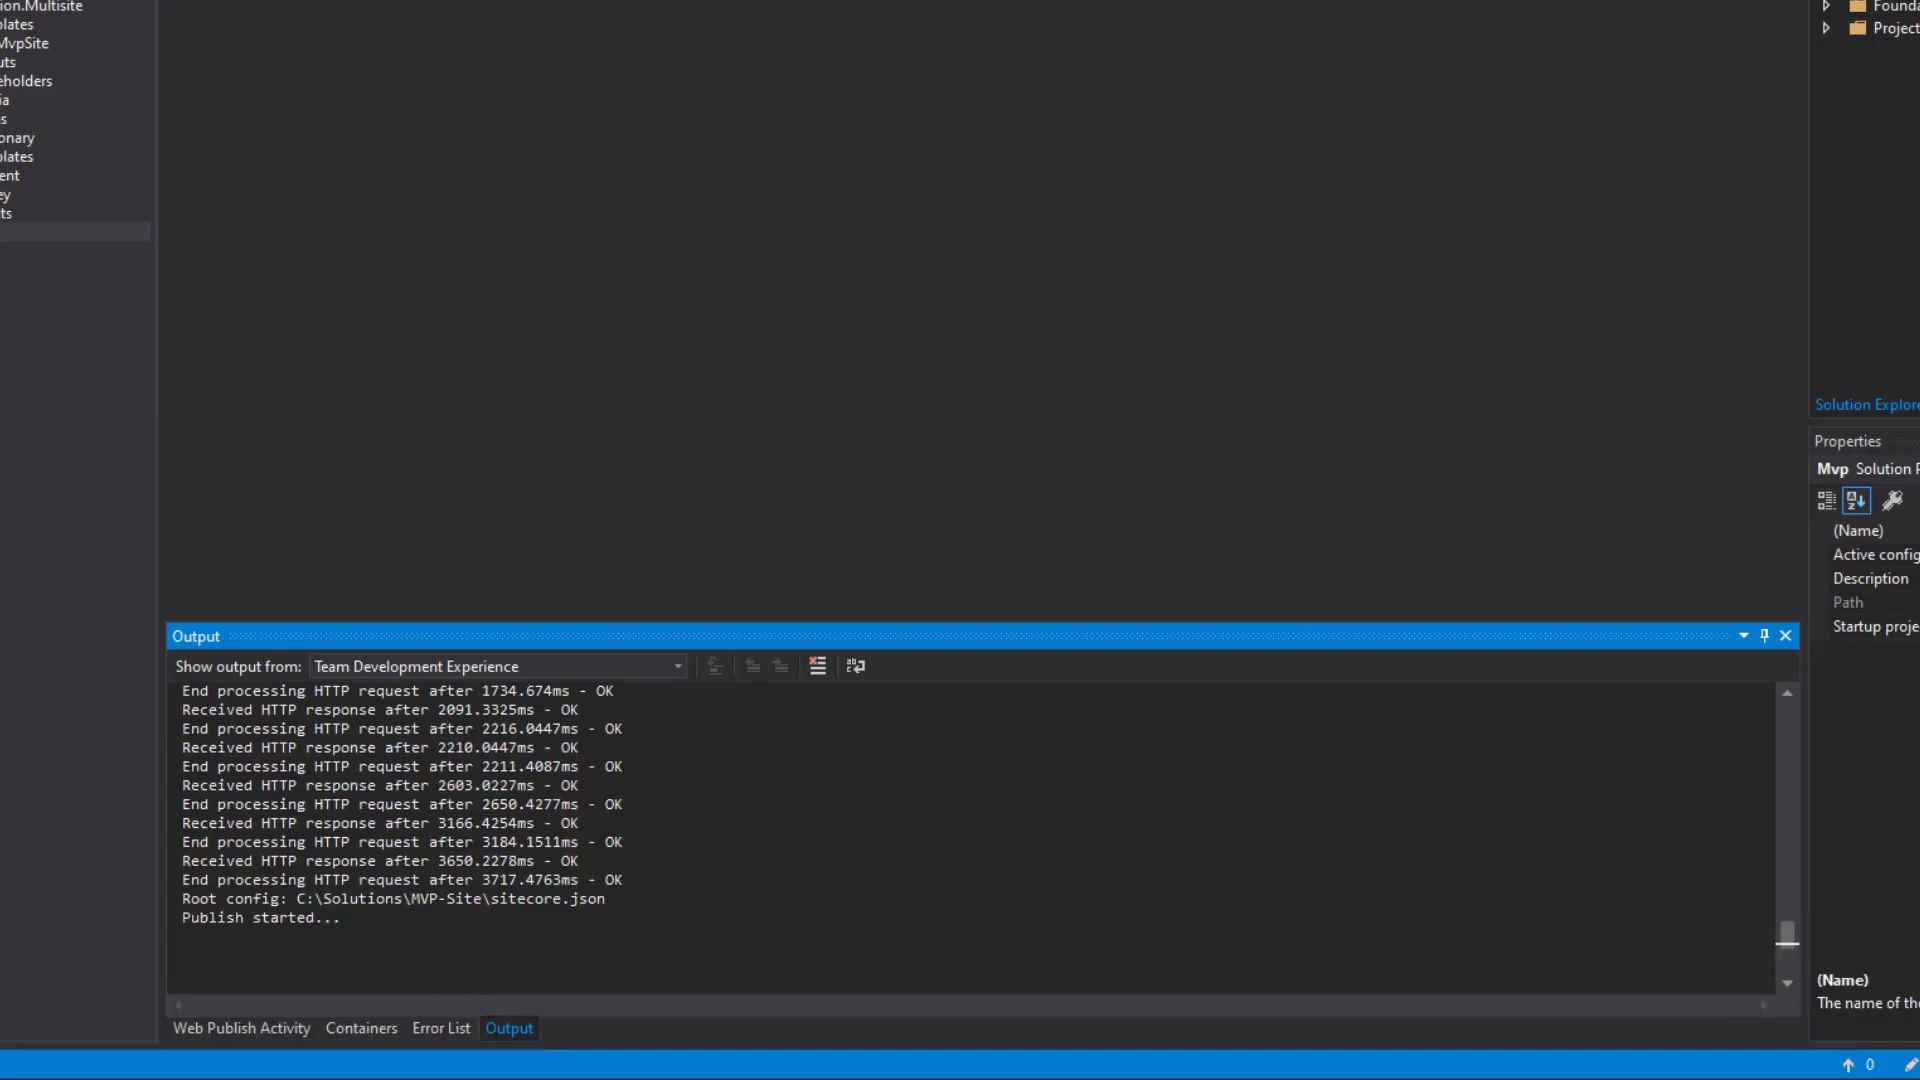 ion.Multisite
plates
MvpSite
uts
eholders
ia
s
onary
plates
ent
ey
ts
Founda
Project
Solution Explore
Properties
Mvp Solution P
(Name)
Active config
Description
Path
Startup proje
(Name)
The name of the
Output
Show output from: Team Development Experience
End processing HTTP request after 1734.674ms - OK
Received HTTP response after 2091.3325ms - OK
End processing HTTP request after 2216.0447ms - OK
Received HTTP response after 2210.0447ms - OK
End processing HTTP request after 2211.4087ms - OK
Received HTTP response after 2603.0227ms - OK
End processing HTTP request after 2650.4277ms - OK
Received HTTP response after 3166.4254ms - OK
End processing HTTP request after 3184.1511ms - OK
Received HTTP response after 3650.2278ms - OK
End processing HTTP request after 3717.4763ms - OK
Root config: C:\Solutions\MVP-Site\sitecore.json
Publish started...
Web Publish Activity Containers Error List Output
0